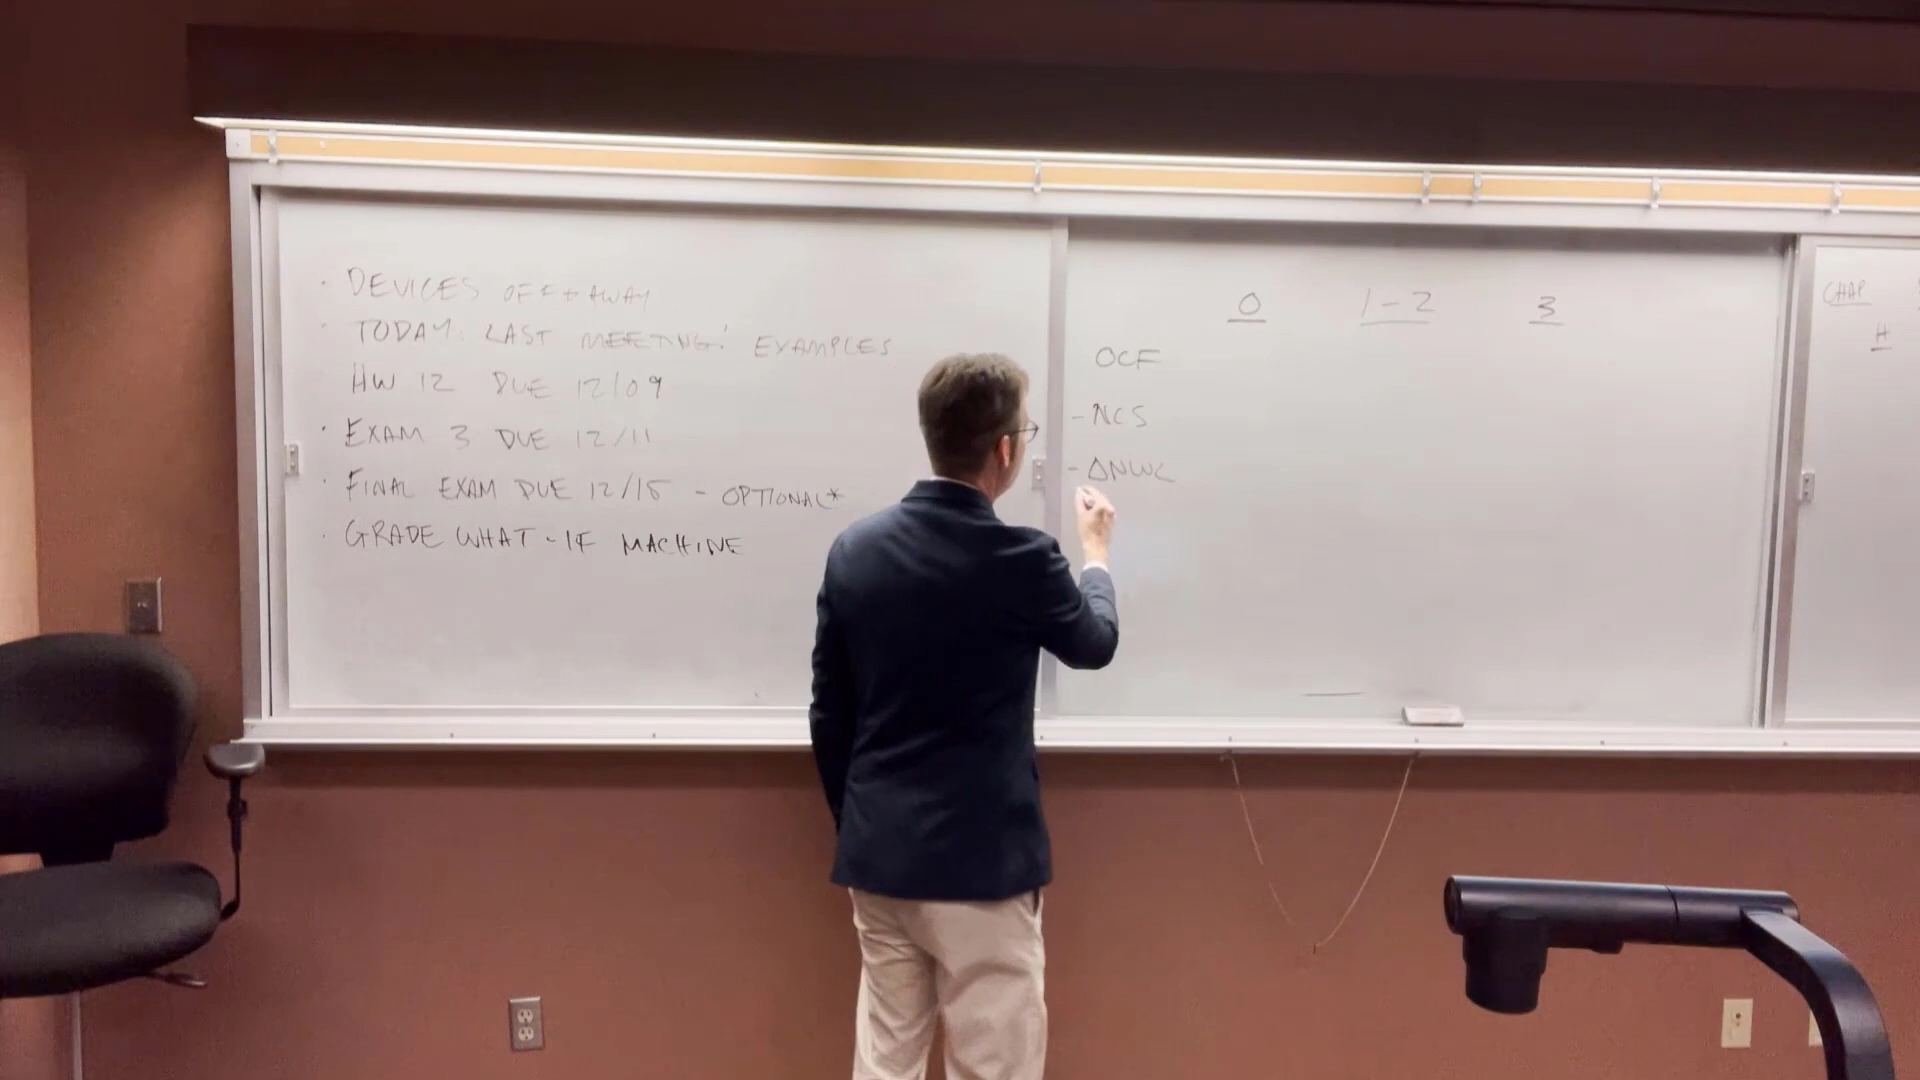 · DEVICES OFF + AWAY
· TODAY: LAST MEETING! EXAMPLES
HW 12 DUE 12/09
· EXAM 3 DUE 12/11
· FINAL EXAM DUE 12/15 - OPTIONAL*
· GRADE WHAT-IF MACHINE
0 1-2 3
OCF
- NCS
- ΔNWC
CHAP
H